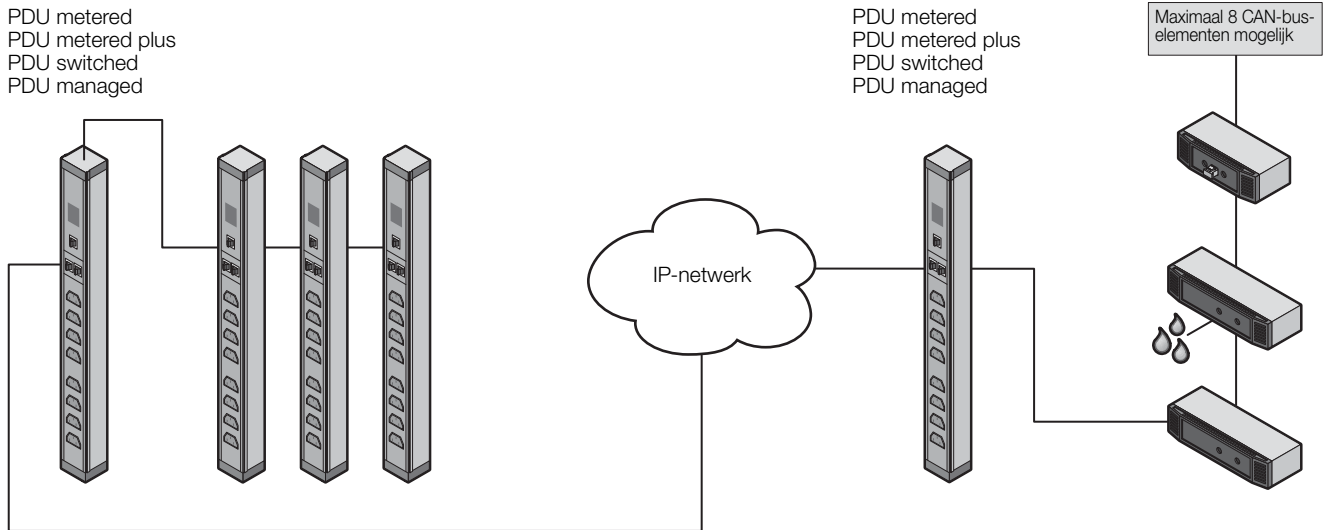 PDU metered
PDU metered plus
PDU switched
PDU managed
PDU metered
PDU metered plus
PDU switched
PDU managed
Maximaal 8 CAN-bus-
elementen mogelijk
IP-netwerk